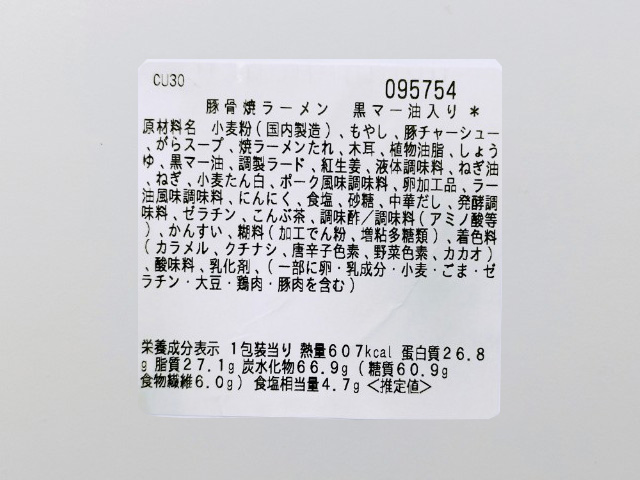 CU30 095754
豚骨焼ラーメン 黒マー油入り*
原材料名 小麦粉(国内製造)、もやし、豚チャーシュー
、がらスープ、焼ラーメンたれ、木耳、植物油脂、しょう
ゆ、黒マー油、調製ラード、紅生姜、液体調味料、ねぎ油
、ねぎ、小麦たん白、ポーク風味調味料、卵加工品、ラー
油風味調味料、にんにく、食塩、砂糖、中華だし、発酵調
味料、ゼラチン、こんぶ茶、調味酢/調味料(アミノ酸等
)、かんすい、糊料(加工でん粉、増粘多糖類)、着色料
(カラメル、クチナシ、唐辛子色素、野菜色素、カカオ)
、酸味料、乳化剤、(一部に卵・乳成分・小麦・ごま・ゼ
ラチン・大豆・鶏肉・豚肉を含む)
栄養成分表示 1包装当り 熱量607kcal 蛋白質26.8
g 脂質27.1g 炭水化物66.9g(糖質60.9g
食物繊維6.0g) 食塩相当量4.7g<推定値>